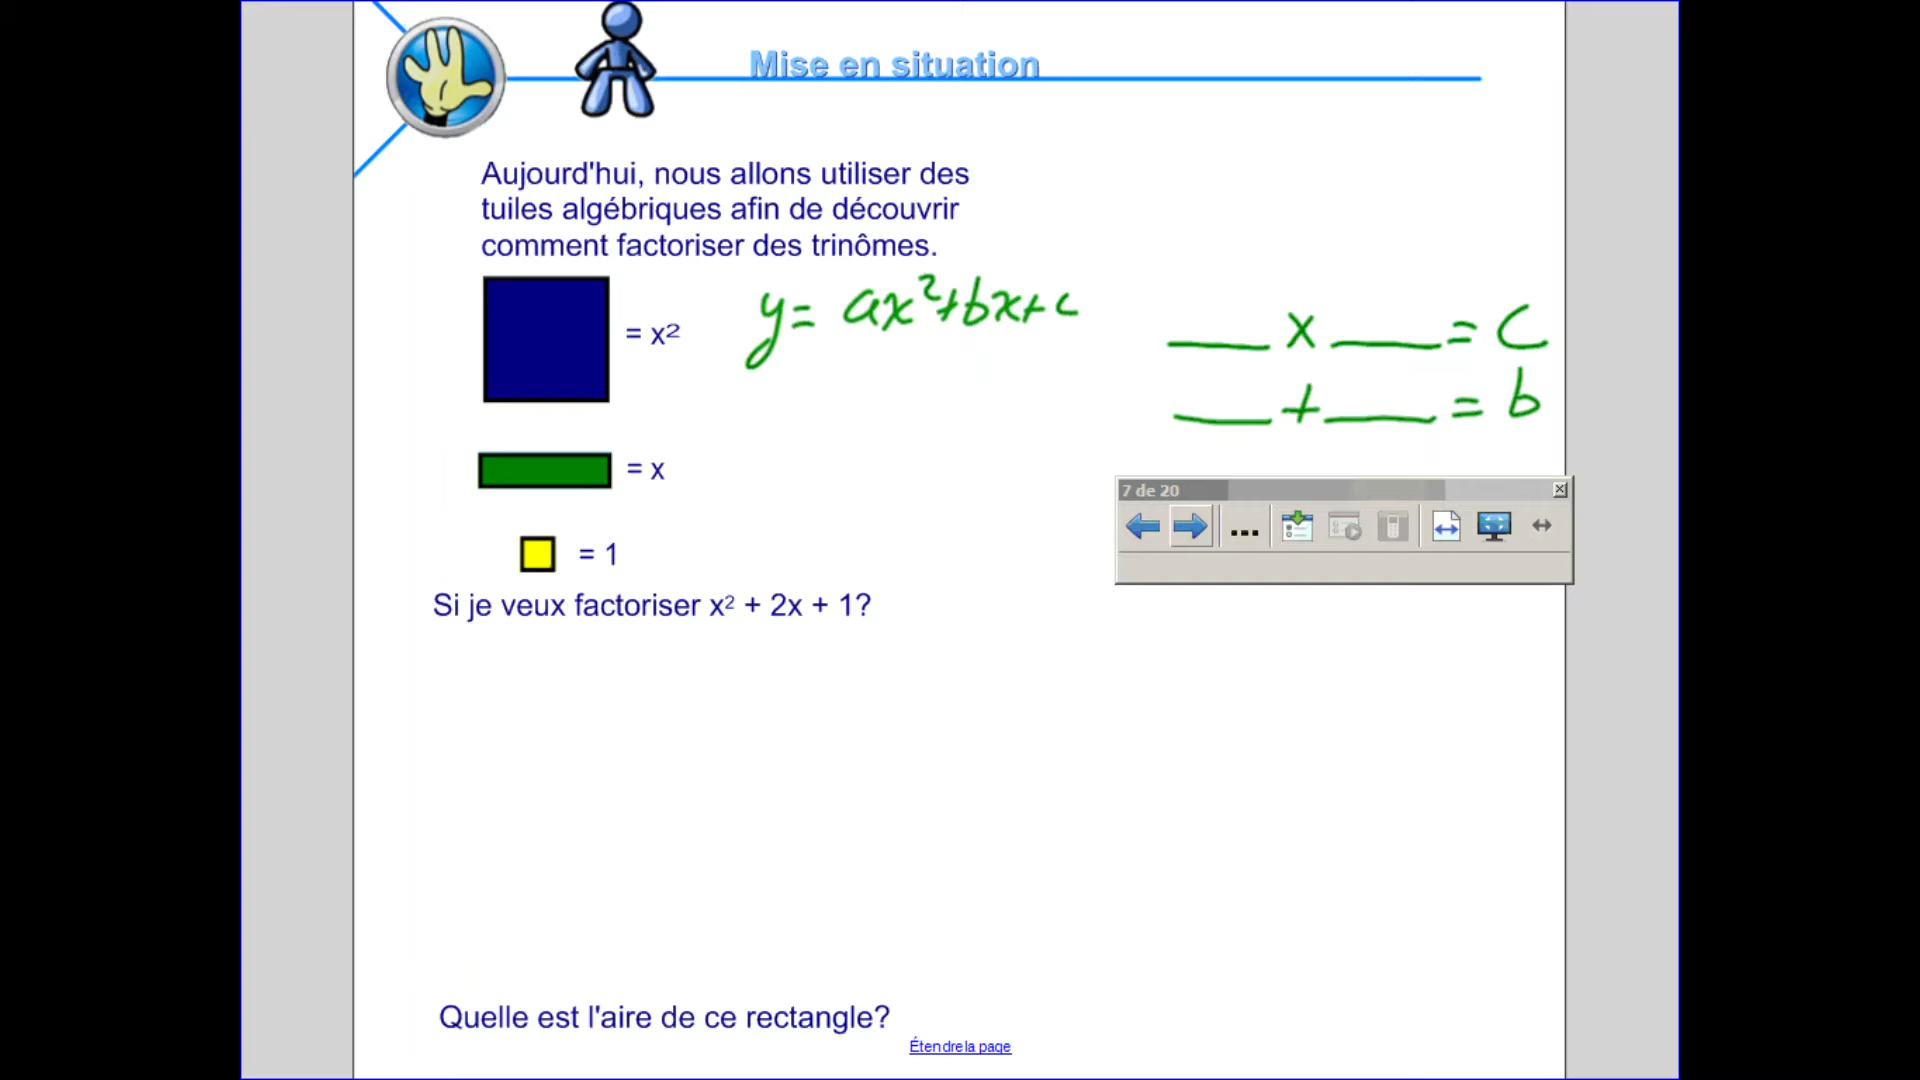 Mise en situation
Aujourd'hui, nous allons utiliser des
tuiles algébriques afin de découvrir
comment factoriser des trinômes.
= x²
y = ax²+bx+c
___ x ___ = C
___ + ___ = b
= x
7 de 20
= 1
Si je veux factoriser x² + 2x + 1?
Quelle est l'aire de ce rectangle?
Étendre la page